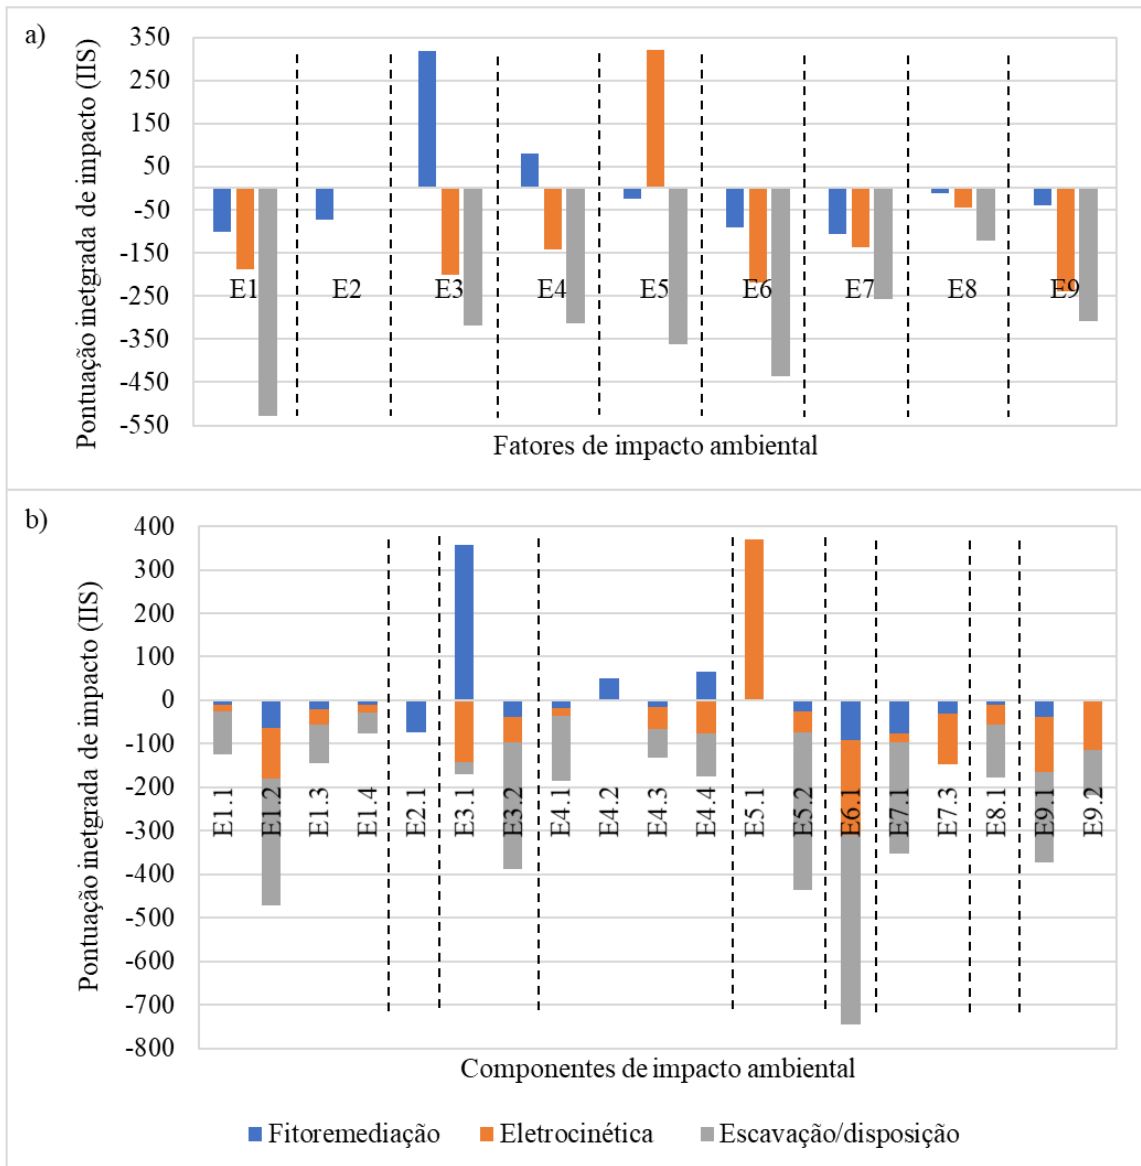 a)
Pontuação inetgrada de impacto (IIS)
350
250
150
50
-50
-150
-250
-350
-450
-550
E1 E2 E3 E4 E5 E6 E7 E8 E9
Fatores de impacto ambiental
b)
Pontuação inetgrada de impacto (IIS)
400
300
200
100
0
-100
-200
-300
-400
-500
-600
-700
-800
E1.1 E1.2 E1.3 E1.4 E2.1 E3.1 E3.2 E4.1 E4.2 E4.3 E4.4 E5.1 E5.2 E6.1 E7.1 E7.3 E8.1 E9.1 E9.2
Componentes de impacto ambiental
Fitoremediação Eletrocinética Escavação/disposição